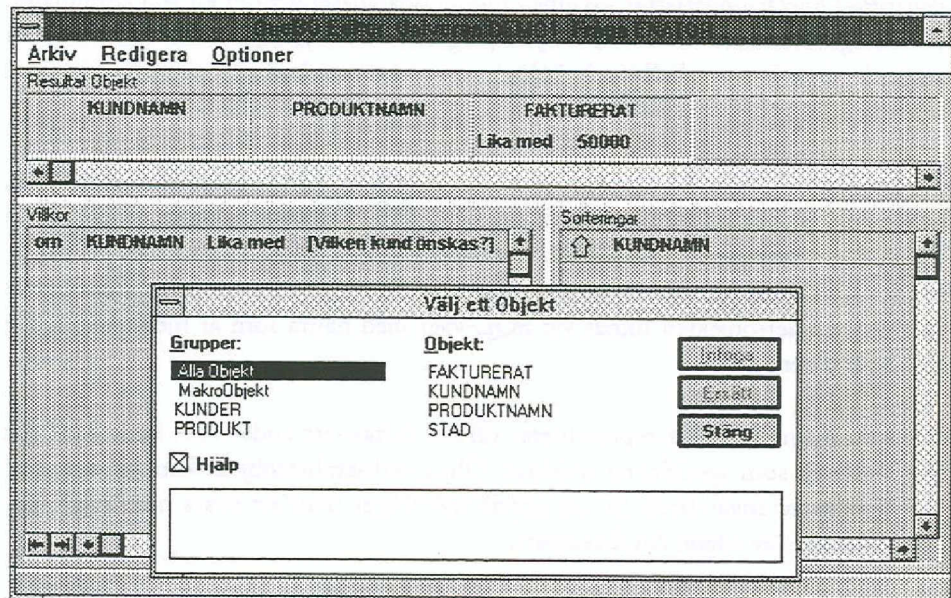 Arkiv Redigera Optioner
Resultat Objekt
KUNDNAMN PRODUKTNAMN FAKTURERAT
Lika med 50000
Villkor
om KUNDNAMN Lika med [Vilken kund önskas?]
Sorteringar
KUNDNAMN
Välj ett Objekt
Grupper:
Alla Objekt
MakroObjekt
KUNDER
PRODUKT
Objekt:
FAKTURERAT
KUNDNAMN
PRODUKTNAMN
STAD
Infoga
Ersätt
Stäng
Hjälp